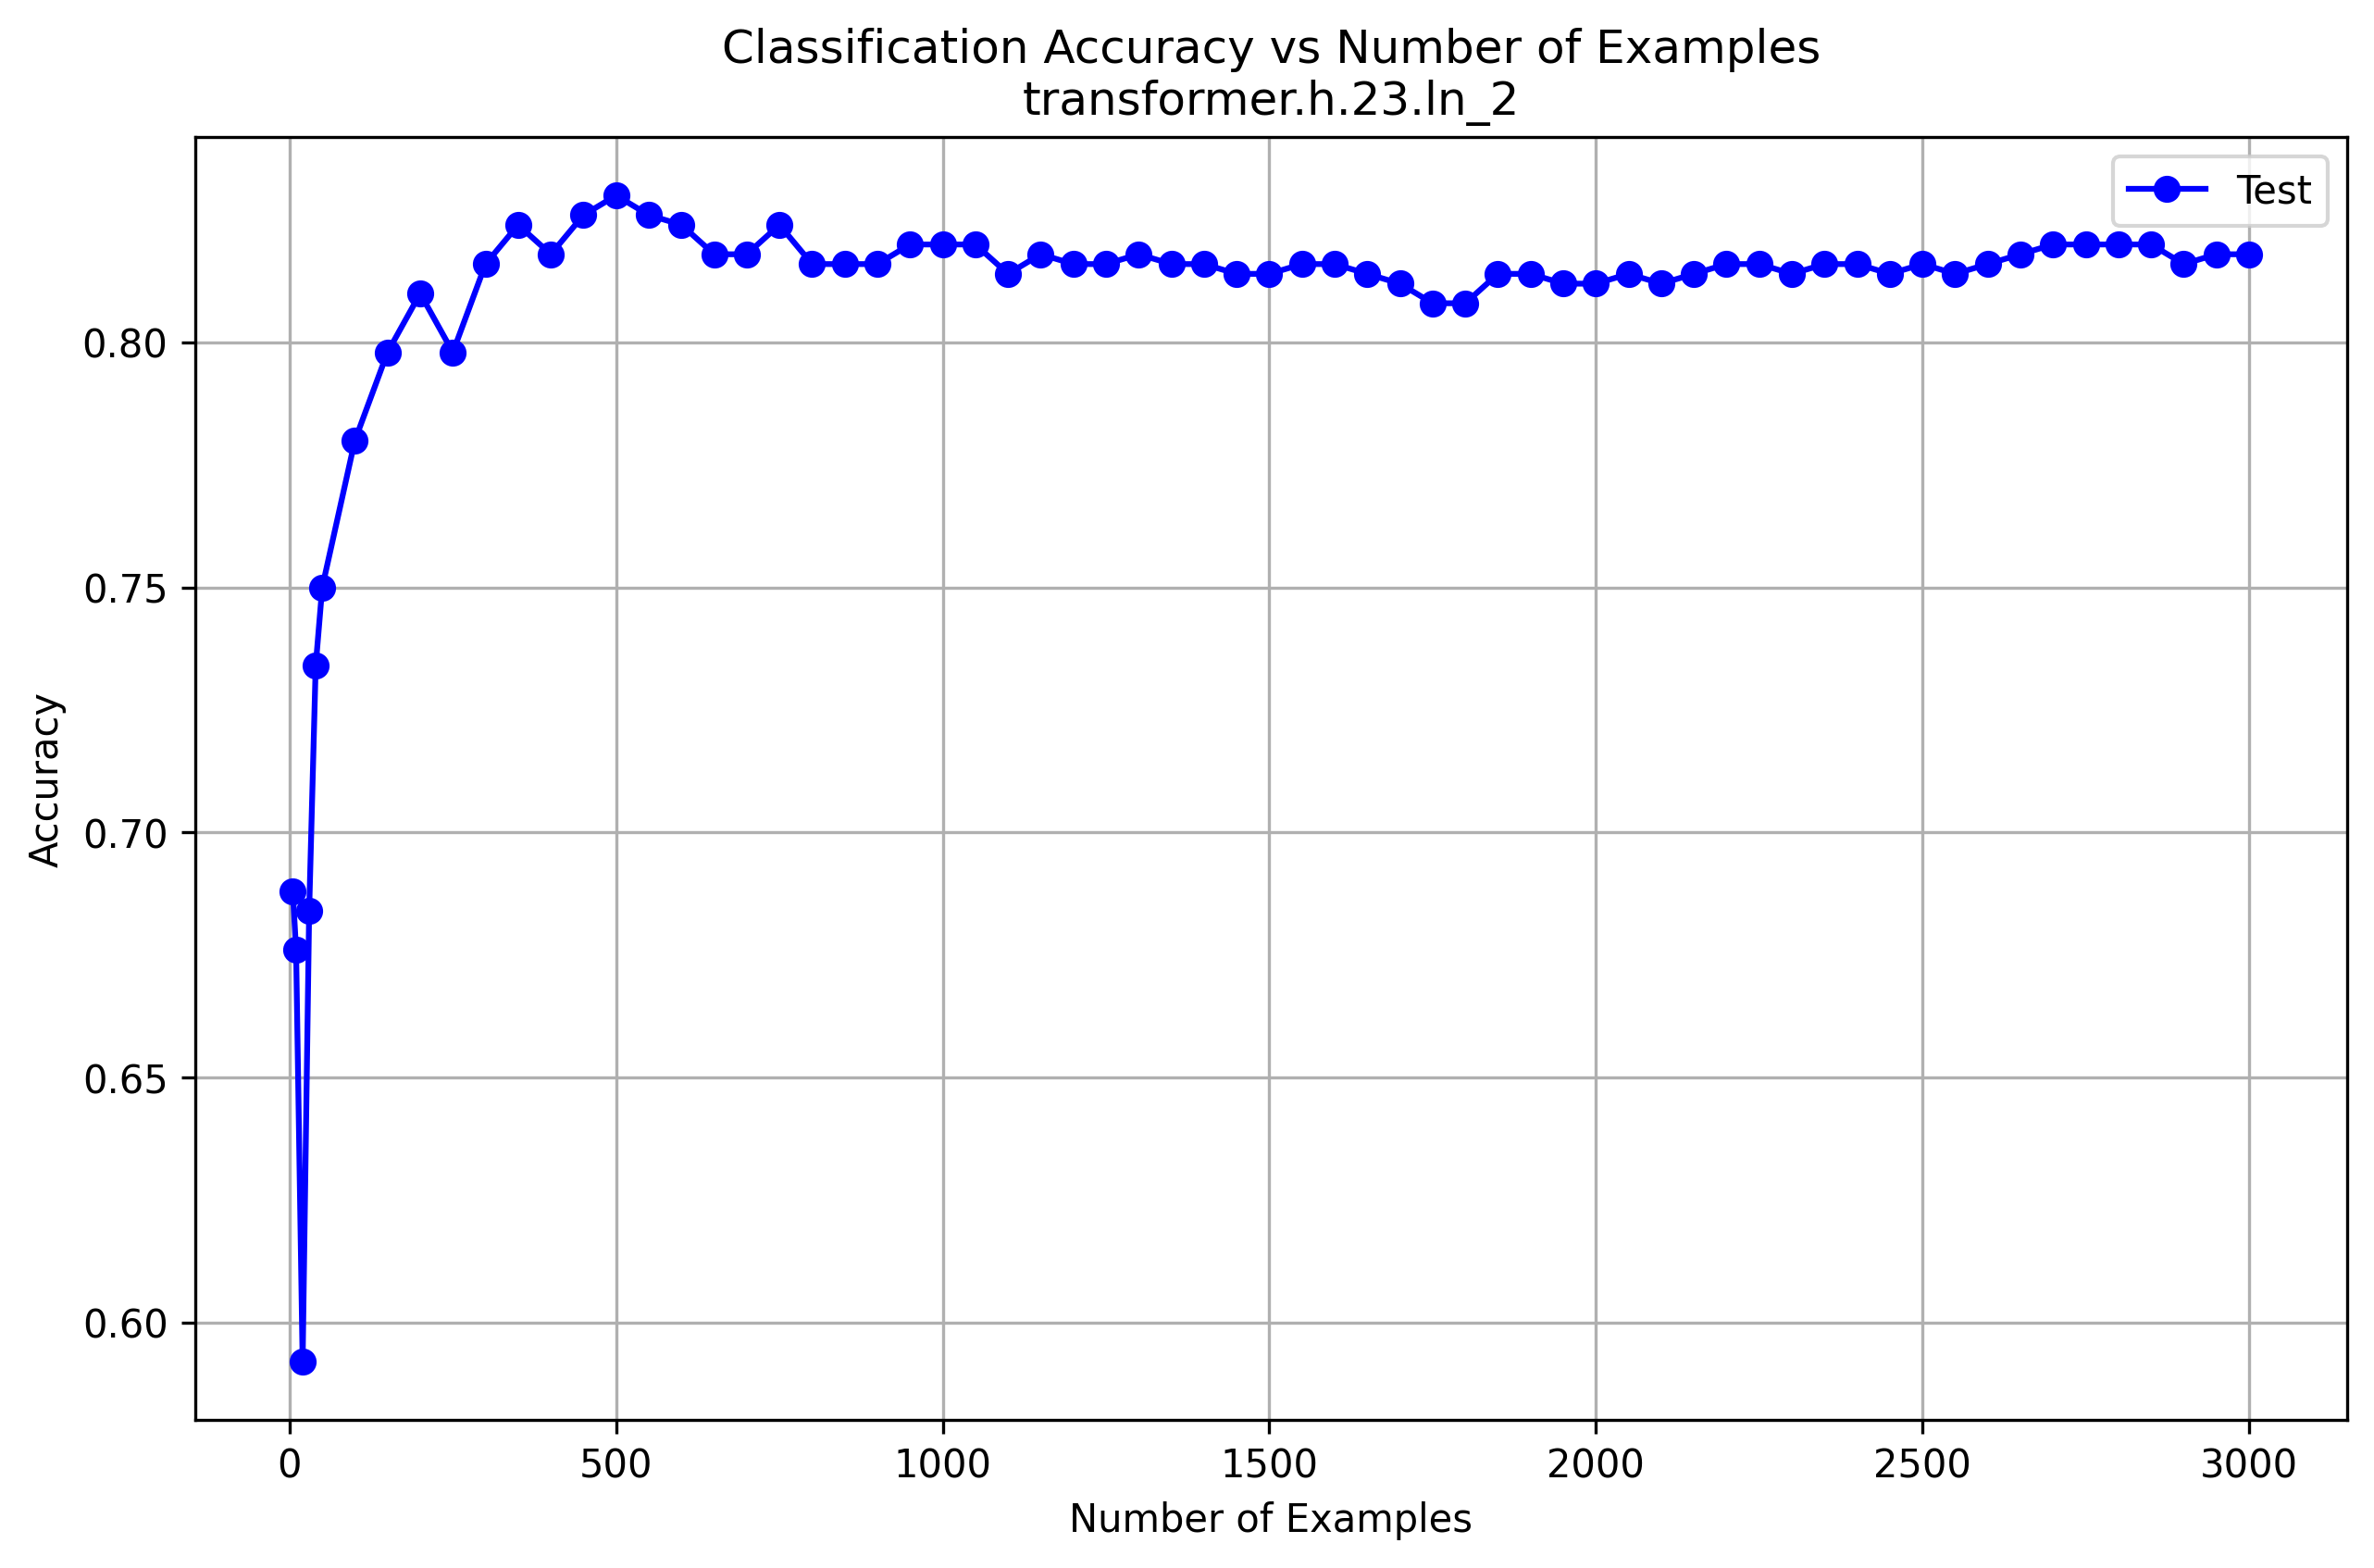 Classification Accuracy vs Number of Examples
transformer.h.23.ln_2
Test
Accuracy
0.80
0.75
0.70
0.65
0.60
0 500 1000 1500 2000 2500 3000
Number of Examples